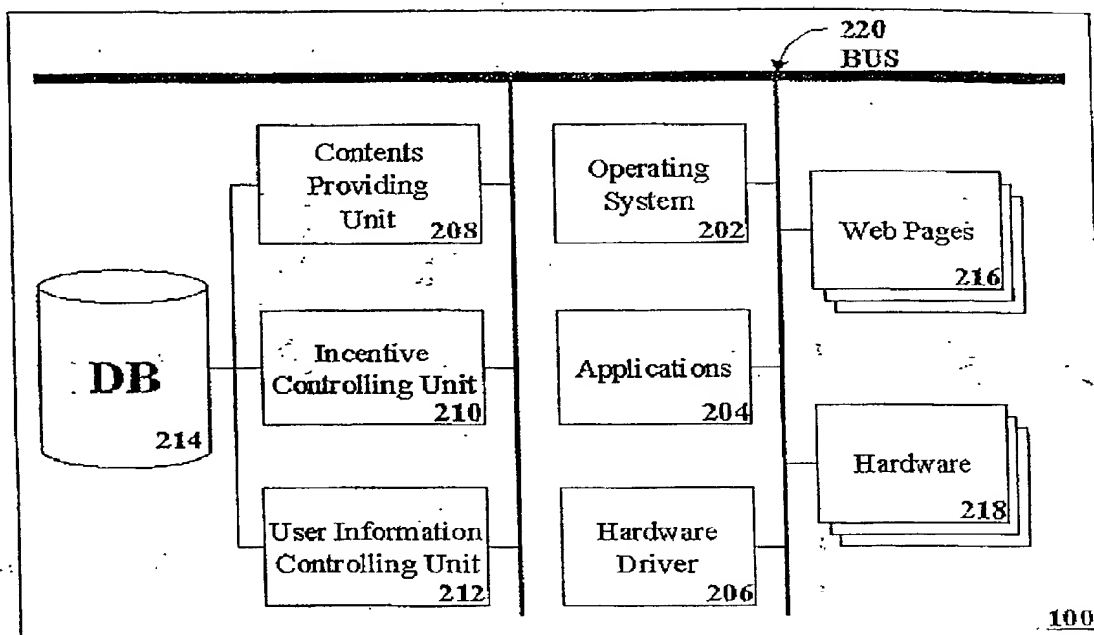 220
BUS
Contents
Providing
Unit
208
Operating
System
202
Web Pages
216
DB
214
Incentive
Controlling Unit
210
Applications
204
Hardware
218
User Information
Controlling Unit
212
Hardware
Driver
206
100